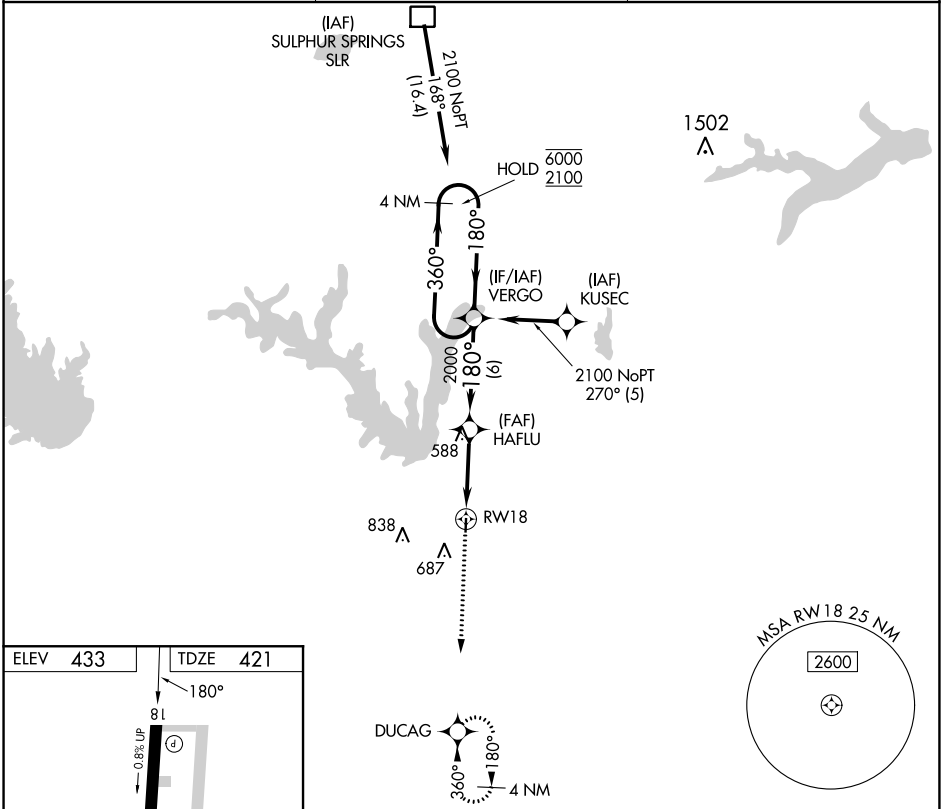 (IAF)
SULPHUR SPRINGS
SLR
2100 NoPT
168°
(16.4)
1502
HOLD
6000
2100
4 NM
180°
360°
(IF/IAF)
VERGO
(IAF)
KUSEC
2000
180°
(6)
2100 NoPT
270° (5)
(FAF)
HAFLU
588
RW18
838
687
MSA RW18 25 NM
2600
ELEV 433
TDZE 421
180°
18
P
0.8% UP
DUCAG
360°
180°
4 NM